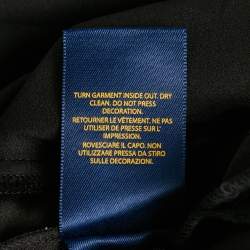 TURN GARMENT INSIDE OUT. DRY
CLEAN. DO NOT PRESS
DECORATION.
RETOURNER LE VÊTEMENT. NE PAS
UTILISER DE PRESSE SUR L'
IMPRESSION.
ROVESCIARE IL CAPO. NON
UTILIZZARE PRESSA DA STIRO
SULLE DECORAZIONI.